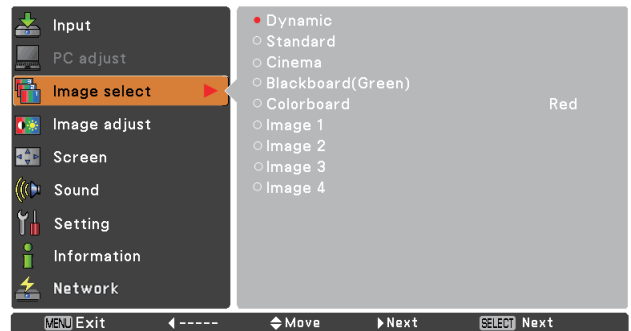 Input
PC adjust
Image select
Image adjust
Screen
Sound
Setting
Information
Network
Dynamic
Standard
Cinema
Blackboard(Green)
Colorboard Red
Image 1
Image 2
Image 3
Image 4
MENU Exit ----- Move Next SELECT Next